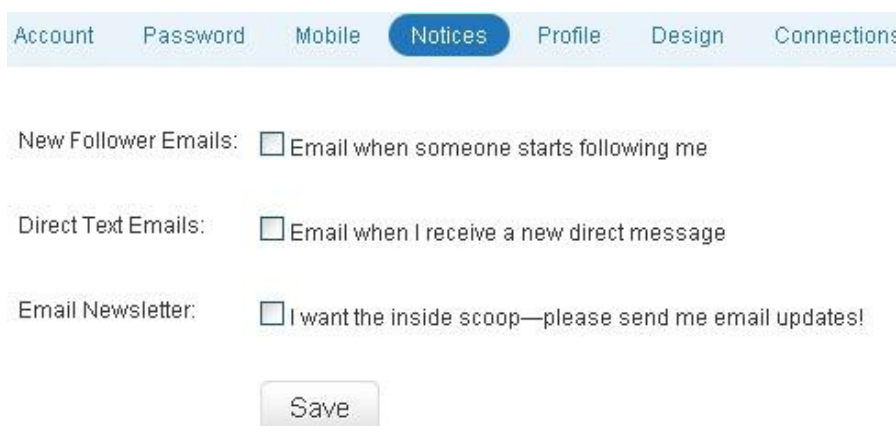 Account Password Mobile Notices Profile Design Connections
New Follower Emails: Email when someone starts following me
Direct Text Emails: Email when I receive a new direct message
Email Newsletter: I want the inside scoop—please send me email updates!
Save